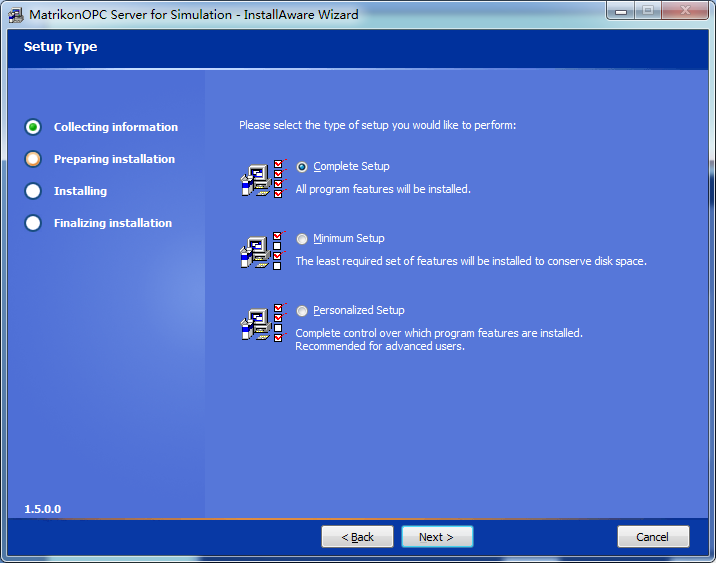 MatrikonOPC Server for Simulation - InstallAware Wizard
Setup Type
Collecting information
Preparing installation
Installing
Finalizing installation
Please select the type of setup you would like to perform:
Complete Setup
All program features will be installed.
Minimum Setup
The least required set of features will be installed to conserve disk space.
Personalized Setup
Complete control over which program features are installed.
Recommended for advanced users.
1.5.0.0
< Back
Next >
Cancel